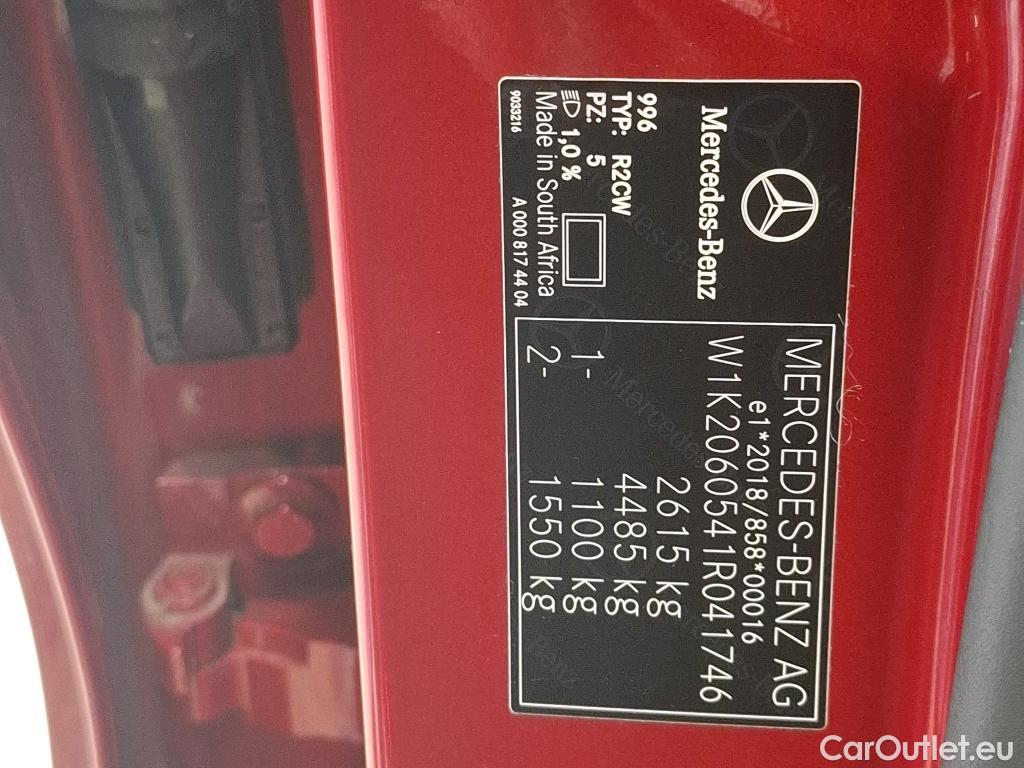 Mercedes-Benz
996
TYP: R2CW
PZ: 5
1,0 %
Made in South Africa
9033216
A 000 817 44 04
MERCEDES-BENZ AG
e1*2018/858*00016
W1K2060541R041746
2615 kg
4485 kg
1- 1100 kg
2- 1550 kg
CarOutlet.eu